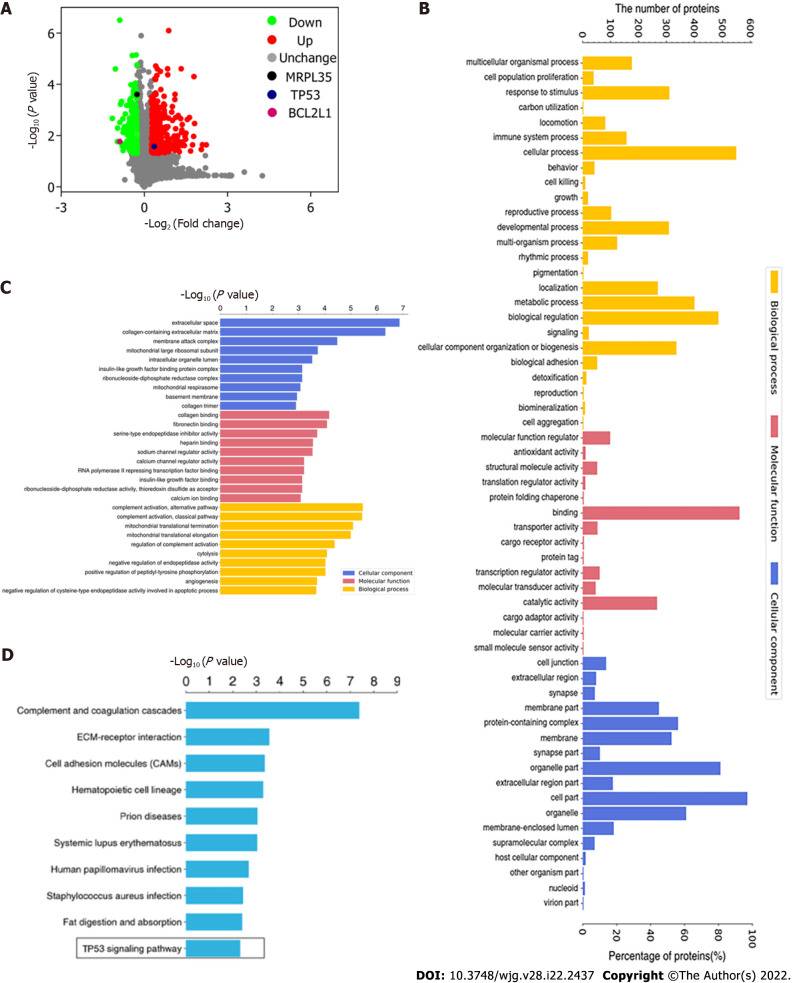 A
6
4
2
0
-Log10 (P value)
-3
0
3
6
-Log2 (Fold change)
Down
Up
Unchange
MRPL35
TP53
BCL2L1
B
The number of proteins
0
100
200
300
400
500
600
multicellular organismal process
cell population proliferation
response to stimulus
carbon utilization
locomotion
immune system process
cellular process
behavior
cell killing
growth
reproductive process
developmental process
multi-organism process
rhythmic process
pigmentation
localization
metabolic process
biological regulation
signaling
cellular component organization or biogenesis
biological adhesion
detoxification
reproduction
biomineralization
cell aggregation
molecular function regulator
antioxidant activity
structural molecule activity
translation regulator activity
protein folding chaperone
binding
transporter activity
cargo receptor activity
protein tag
transcription regulator activity
molecular transducer activity
catalytic activity
cargo adaptor activity
molecular carrier activity
small molecule sensor activity
cell junction
extracellular region
synapse
membrane part
protein-containing complex
membrane
synapse part
organelle part
extracellular region part
cell part
organelle
membrane-enclosed lumen
supramolecular complex
host cellular component
other organism part
nucleoid
virion part
0
20
40
60
80
100
Percentage of proteins(%)
Biological process
Molecular function
Cellular component
C
-Log10 (P value)
0 1 2 3 4 5 6 7
extracellular space
collagen-containing extracellular matrix
membrane attack complex
mitochondrial large ribosomal subunit
intracellular organelle lumen
insulin-like growth factor binding protein complex
ribonucleoside-diphosphate reductase complex
mitochondrial respirasome
basement membrane
collagen trimer
collagen binding
fibronectin binding
serine-type endopeptidase inhibitor activity
heparin binding
sodium channel regulator activity
calcium channel regulator activity
RNA polymerase II repressing transcription factor binding
insulin-like growth factor binding
ribonucleoside-diphosphate reductase activity, thioredoxin disulfide as acceptor
calcium ion binding
complement activation, alternative pathway
complement activation, classical pathway
mitochondrial translational termination
mitochondrial translational elongation
regulation of complement activation
cytolysis
negative regulation of endopeptidase activity
positive regulation of peptidyl-tyrosine phosphorylation
angiogenesis
negative regulation of cysteine-type endopeptidase activity involved in apoptotic process
Cellular component
Molecular function
Biological process
D
-Log10 (P value)
0 1 2 3 4 5 6 7 8 9
Complement and coagulation cascades
ECM-receptor interaction
Cell adhesion molecules (CAMs)
Hematopoietic cell lineage
Prion diseases
Systemic lupus erythematosus
Human papillomavirus infection
Staphylococcus aureus infection
Fat digestion and absorption
TP53 signaling pathway
DOI: 10.3748/wjg.v28.i22.2437 Copyright ©The Author(s) 2022.